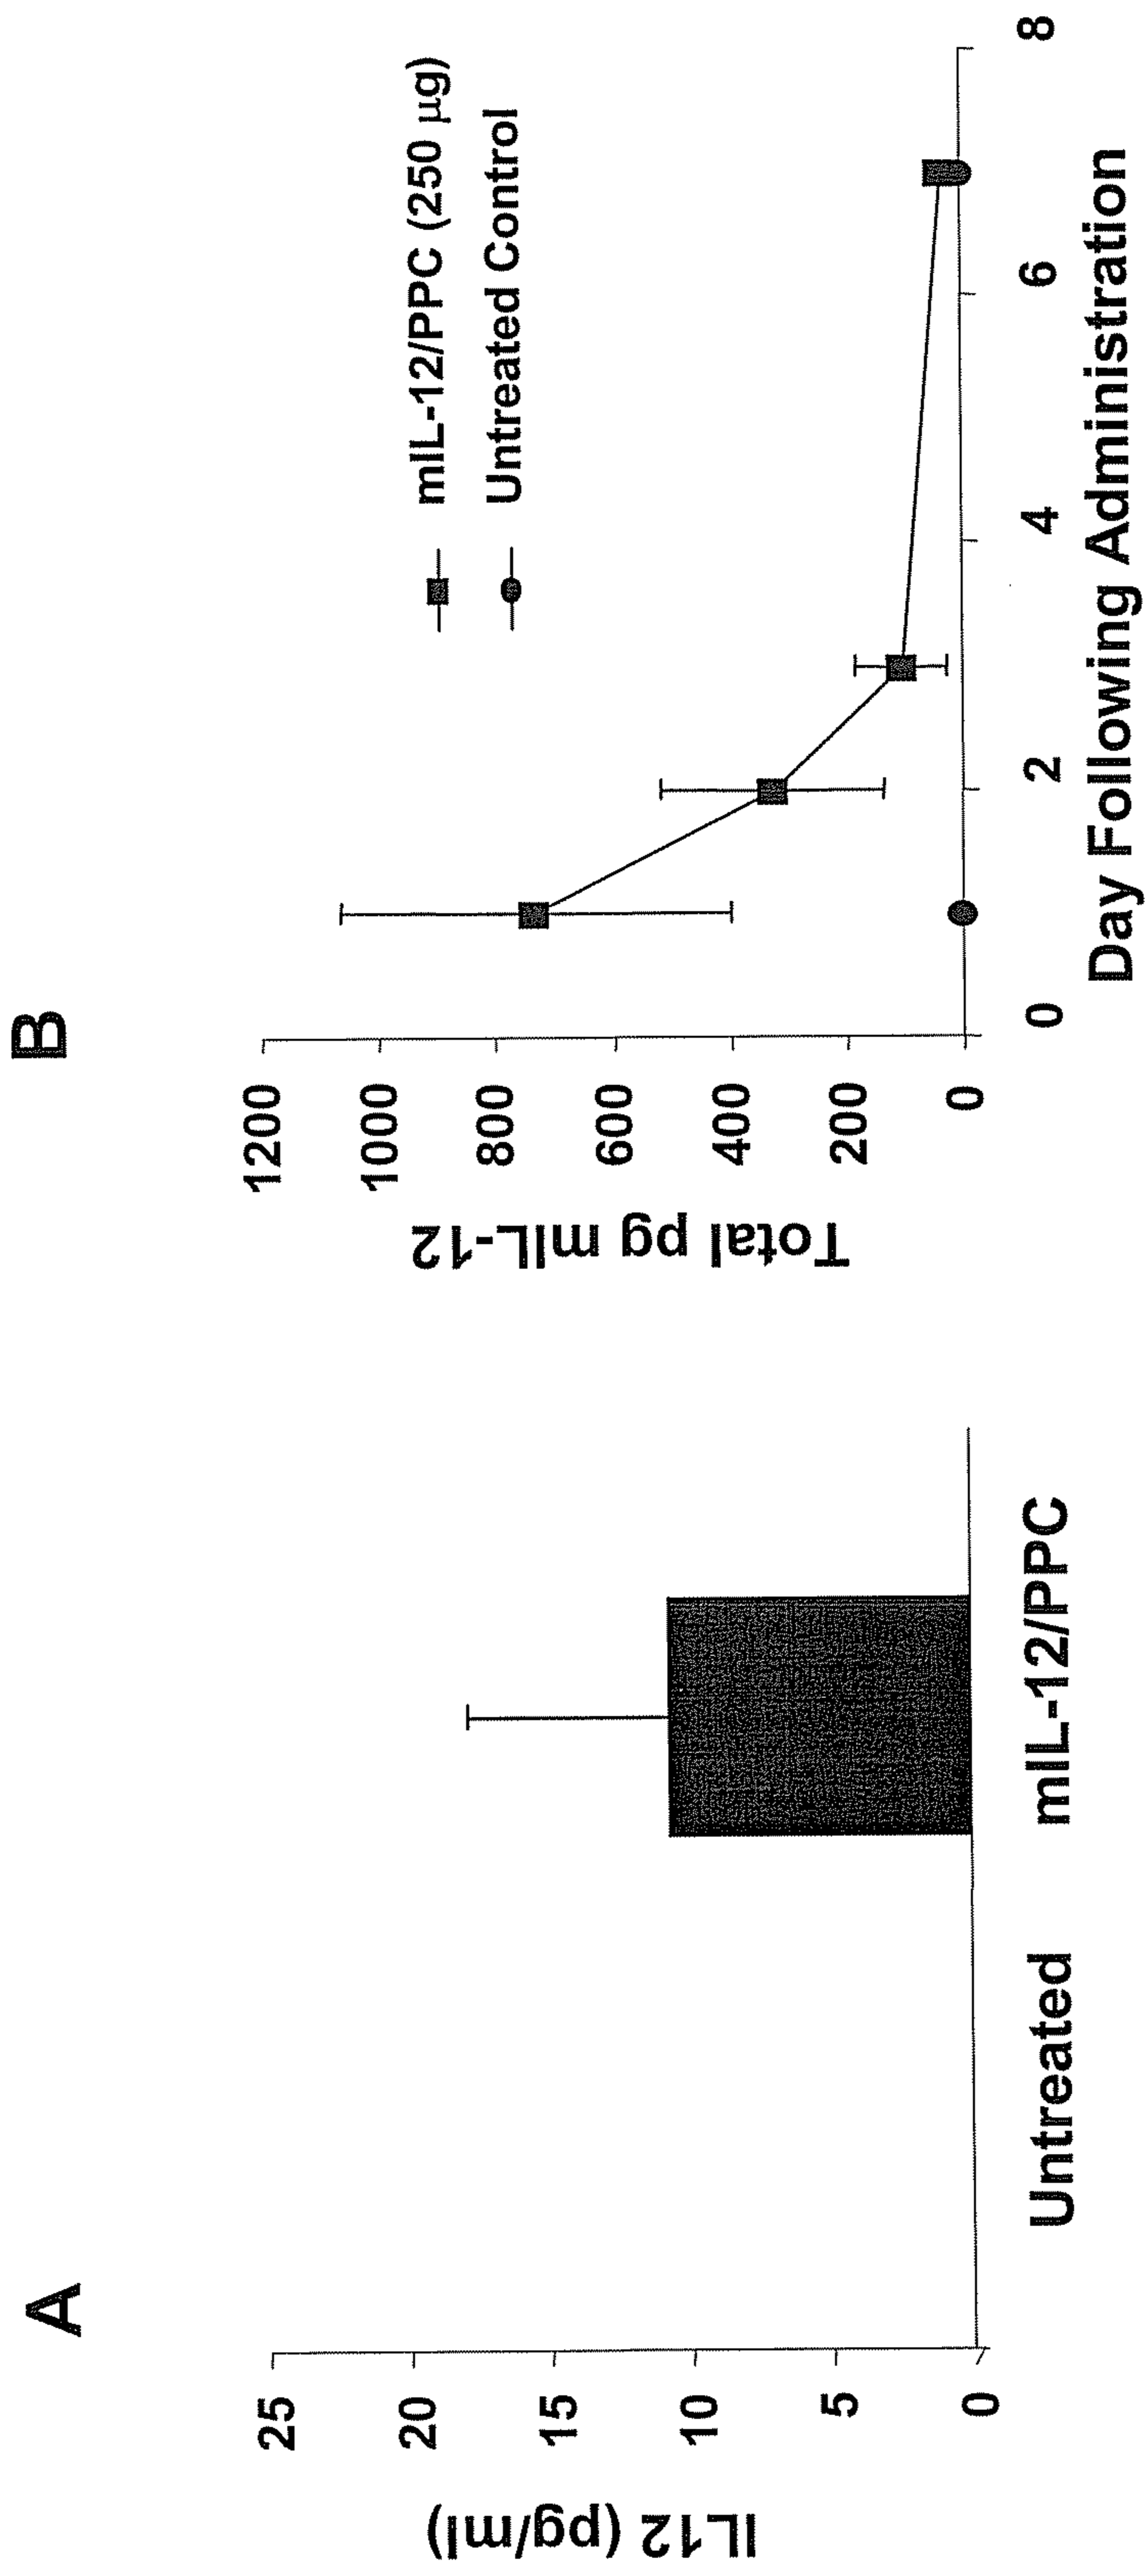 A
IL12 (pg/ml)
25
20
15
10
5
0
Untreated
mIL-12/PPC
B
Total pg mIL-12
1200
1000
800
600
400
200
0
mIL-12/PPC (250 μg)
Untreated Control
0
2
4
6
8
Day Following Administration